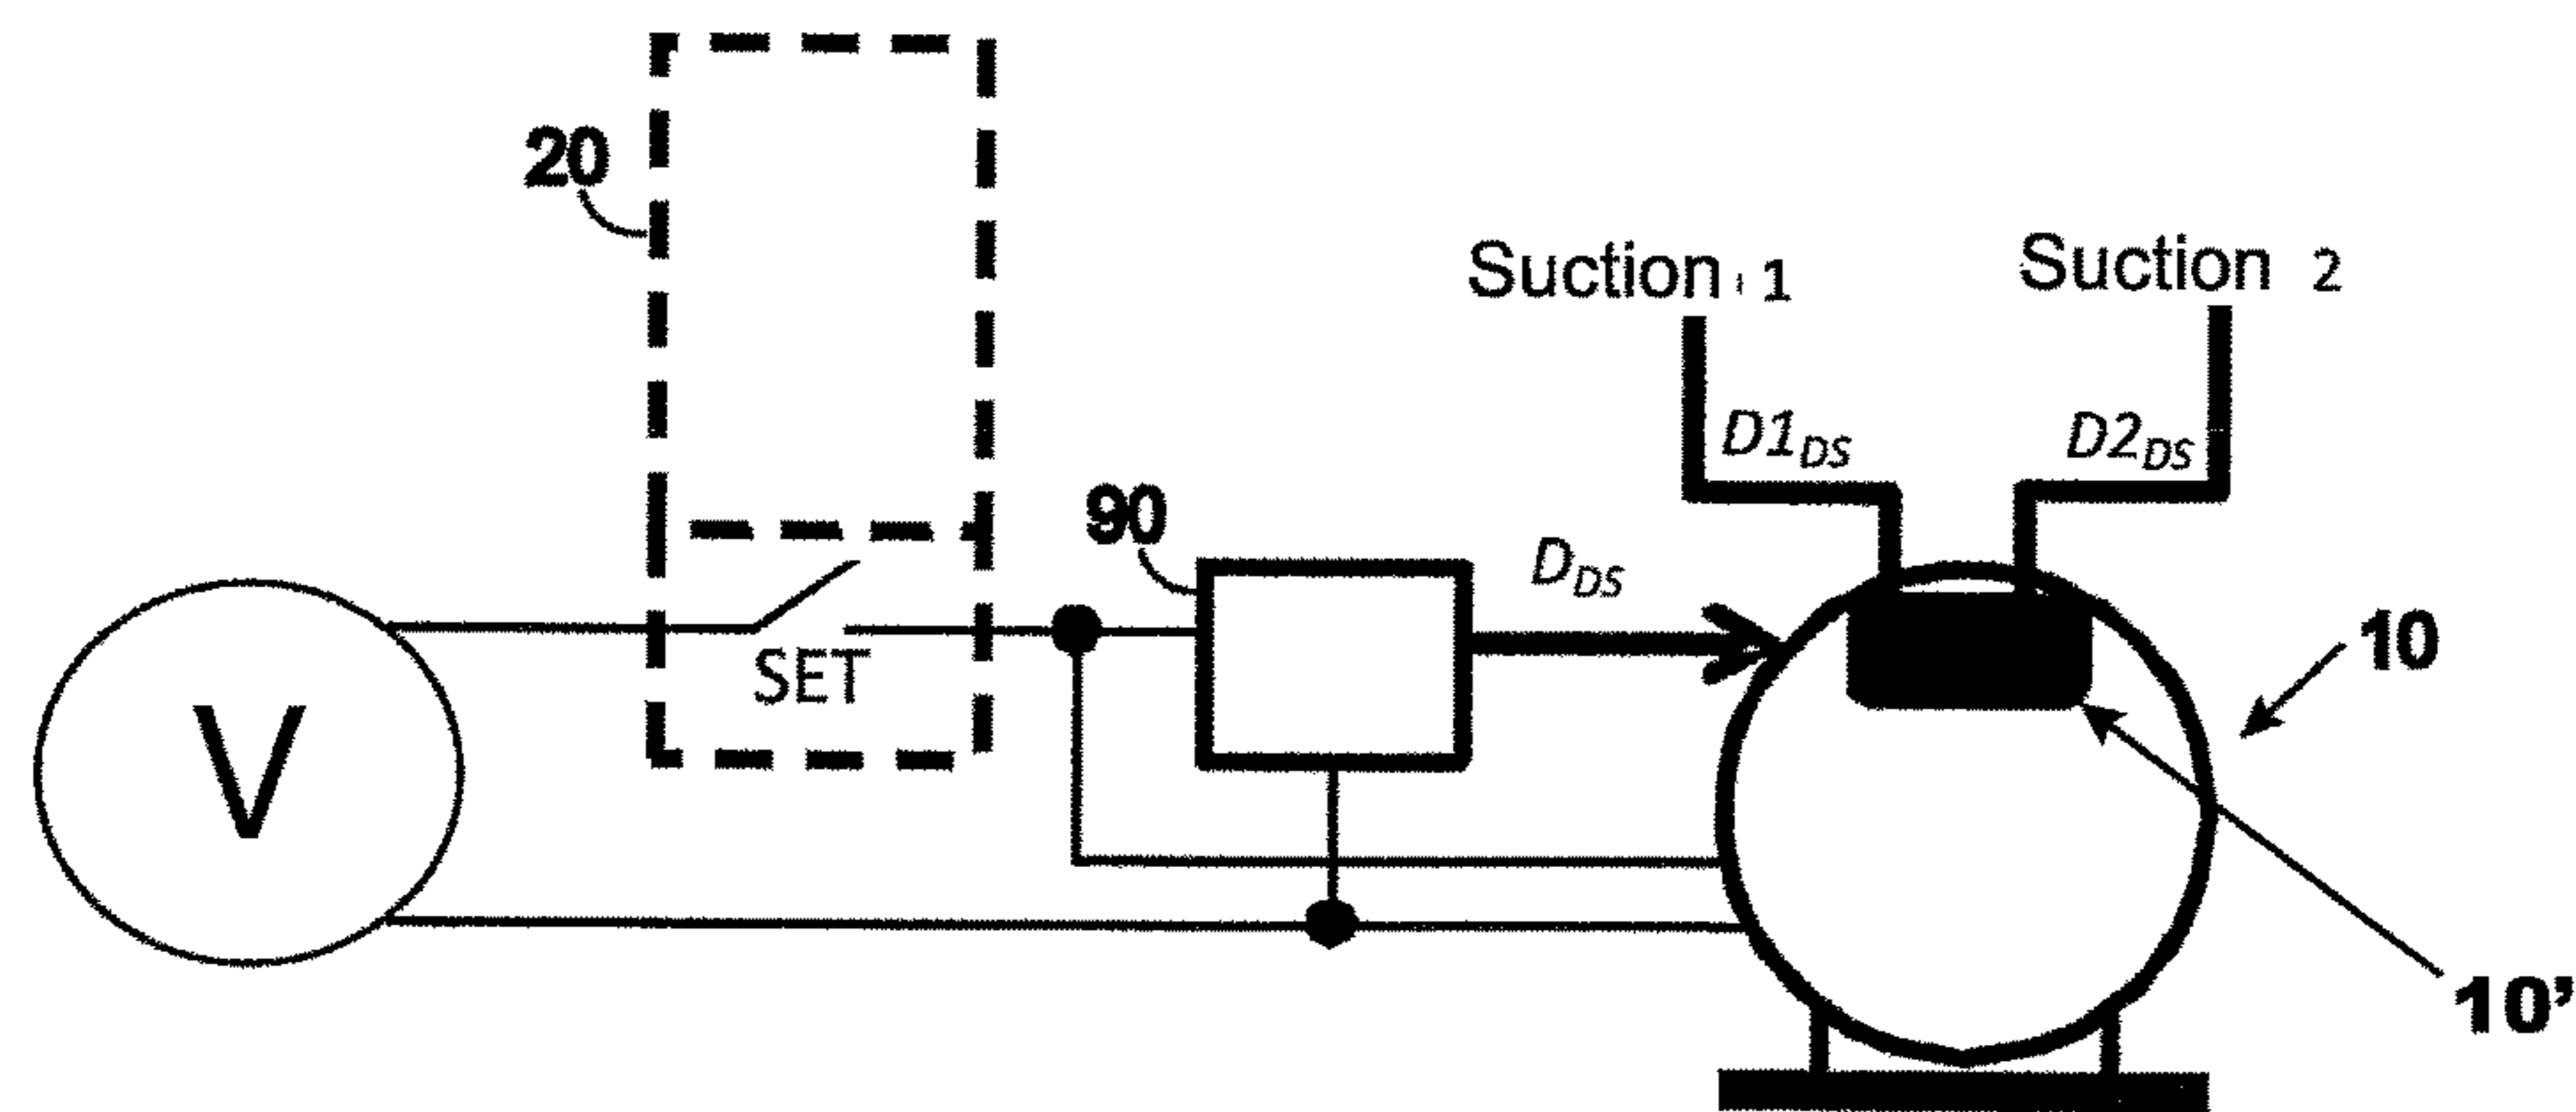 20
Suction 1
Suction 2
D1DS
D2DS
90
DDS
10
SET
V
10’